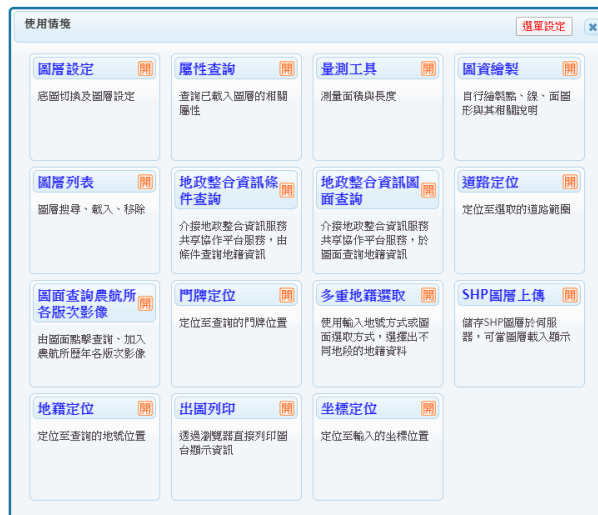 使用情境
選單設定
圖層設定 開
底圖切換及圖層設定
屬性查詢 開
查詢已載入圖層的相關
屬性
量測工具 開
測量面積與長度
圖資繪製 開
自行繪製點、線、面圖
形與其相關說明
圖層列表 開
圖層搜尋、載入、移除
地政整合資訊條
件查詢 開
介接地政整合資訊服務
共享協作平台服務，由
條件查詢地籍資訊
地政整合資訊圖
面查詢 開
介接地政整合資訊服務
共享協作平台服務，於
圖面查詢地籍資訊
道路定位 開
定位至選取的道路範圍
圖面查詢農航所
各版次影像 開
由圖面點擊查詢、加入
農航所歷年各版次影像
門牌定位 開
定位至查詢的門牌位置
多重地籍選取 開
使用輸入地號方式或圖
面選取方式，選擇出不
同地段的地籍資料
SHP圖層上傳 開
儲存SHP圖層於伺服
器，可當圖層載入顯示
地籍定位 開
定位至查詢的地號位置
出圖列印 開
透過瀏覽器直接列印圖
台顯示資訊
坐標定位 開
定位至輸入的坐標位置